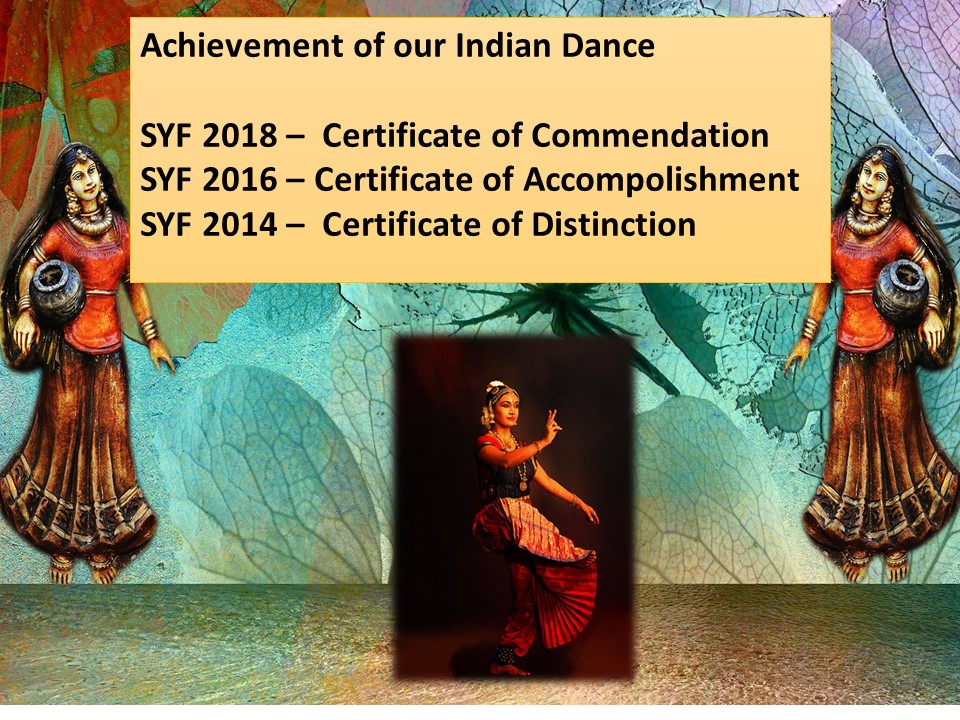 Achievement of our Indian Dance
SYF 2018 – Certificate of Commendation
SYF 2016 – Certificate of Accompolishment
SYF 2014 – Certificate of Distinction